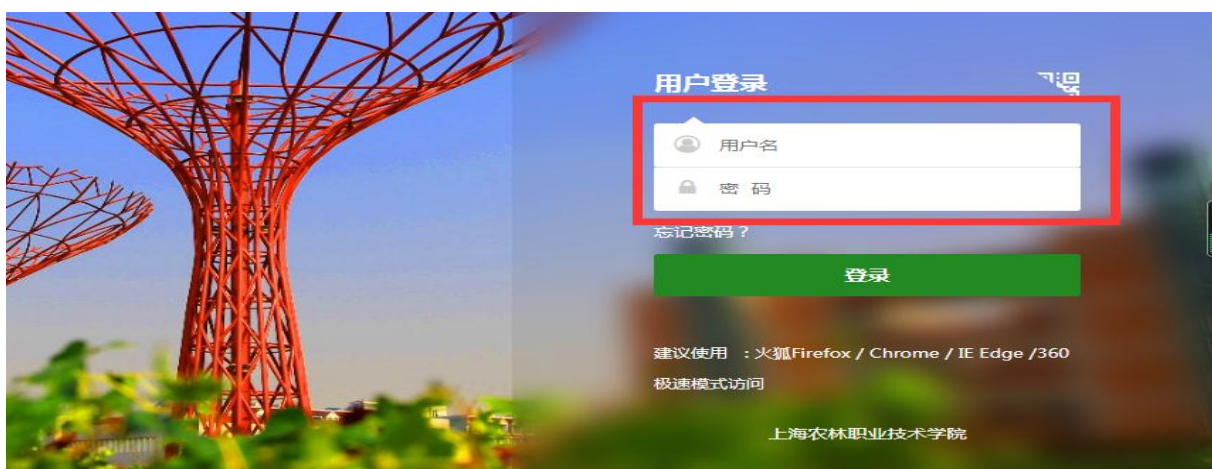 用户登录
用户名
密 码
忘记密码？
登录
建议使用 ：火狐Firefox / Chrome / IE Edge /360
极速模式访问
上海农林职业技术学院